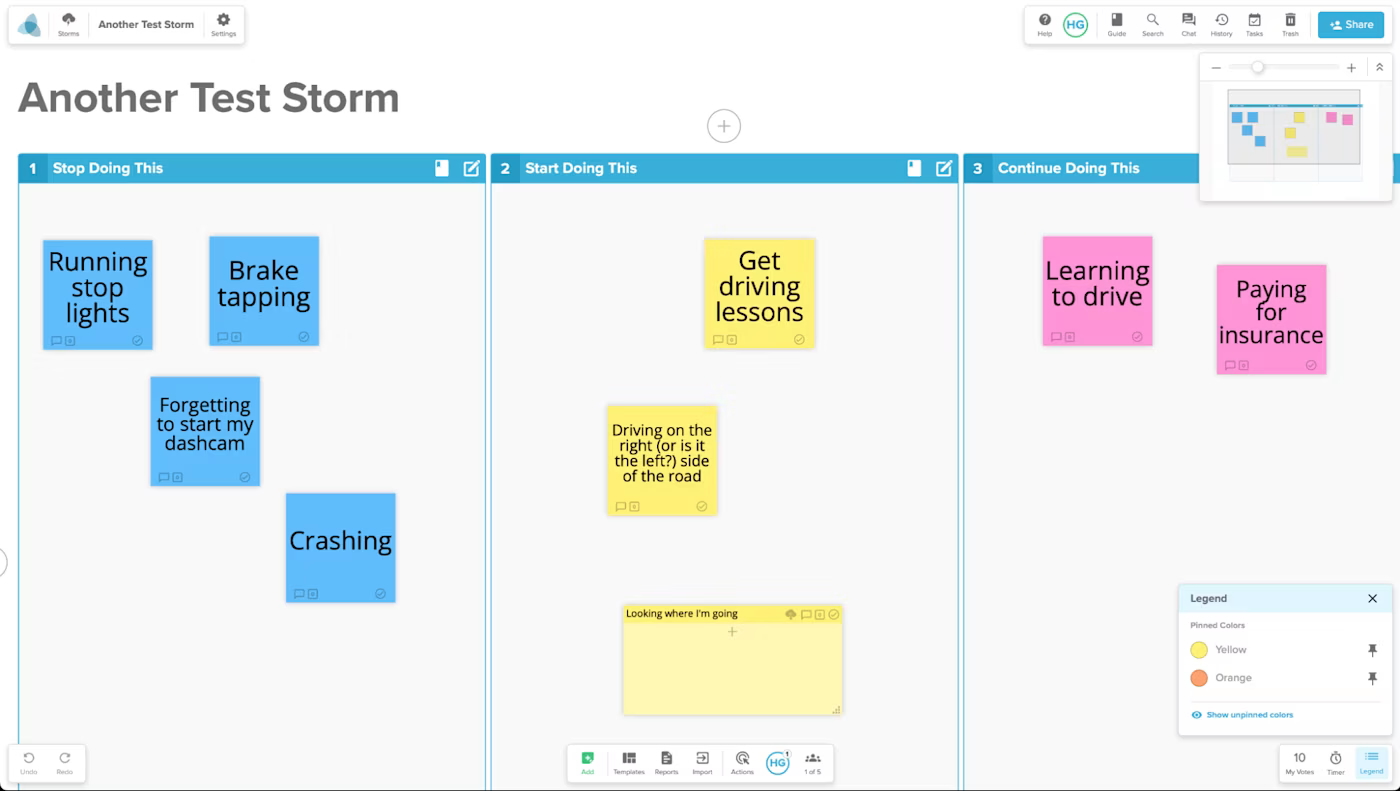 Storms
Another Test Storm
Settings
Help
HG
Guide
Search
Chat
History
Tasks
Trash
Share
Another Test Storm
1 Stop Doing This
2 Start Doing This
3 Continue Doing This
Running
stop
lights
Brake
tapping
Forgetting
to start my
dashcam
Crashing
Get
driving
lessons
Driving on the
right (or is it
the left?) side
of the road
Looking where I'm going
Learning
to drive
Paying
for
insurance
Legend
Pinned Colors
Yellow
Orange
Show unpinned colors
Undo
Redo
Add
Templates
Reports
Import
Actions
HG
1
1 of 5
10
My Votes
Timer
Legend